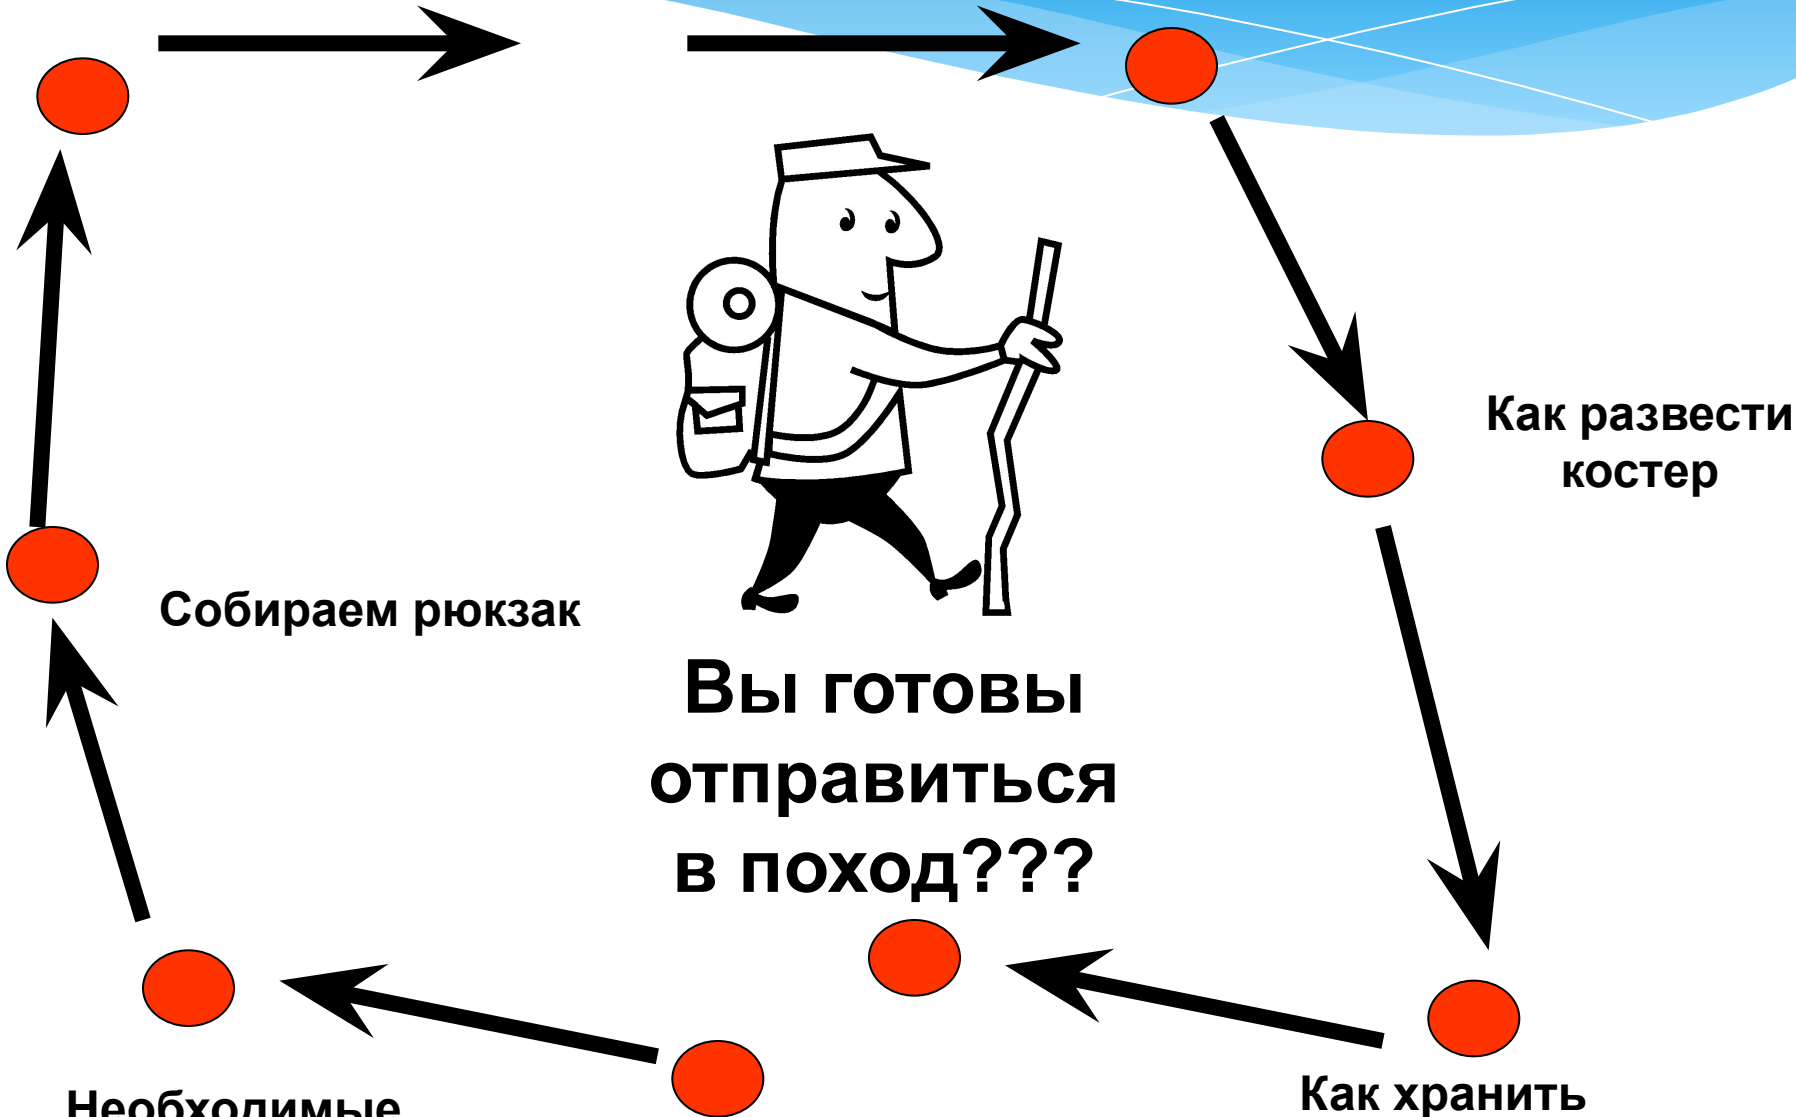 Как развести
костер
Собираем рюкзак
Вы готовы
отправиться
в поход???
Как хранить
Необходимые